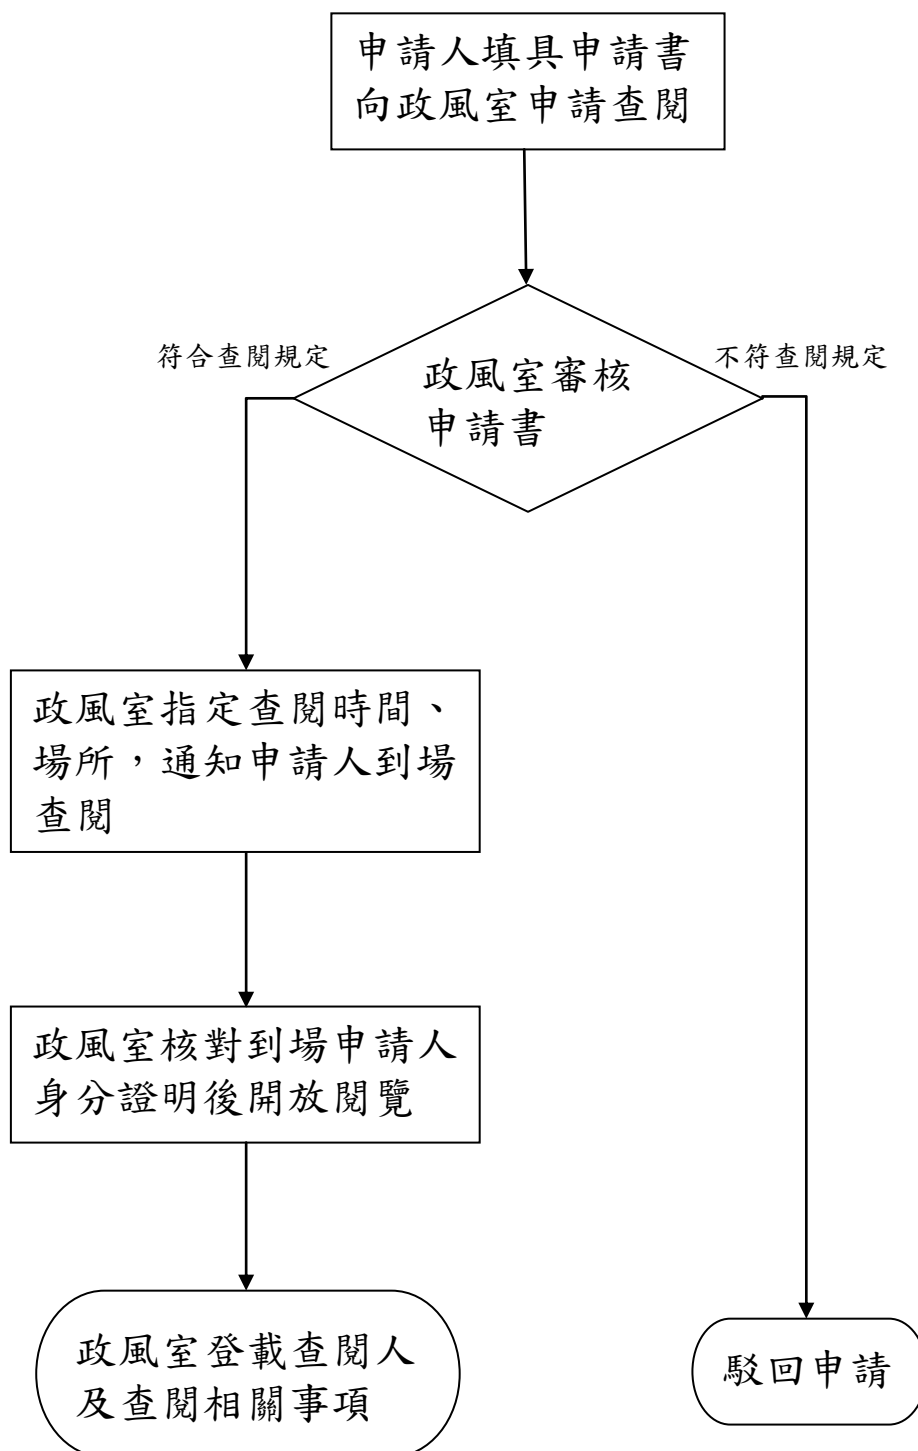 申請人填具申請書
向政風室申請查閱
符合查閱規定
不符查閱規定
政風室審核
申請書
政風室指定查閱時間、
場所，通知申請人到場
查閱
政風室核對到場申請人
身分證明後開放閱覽
政風室登載查閱人
及查閱相關事項
駁回申請